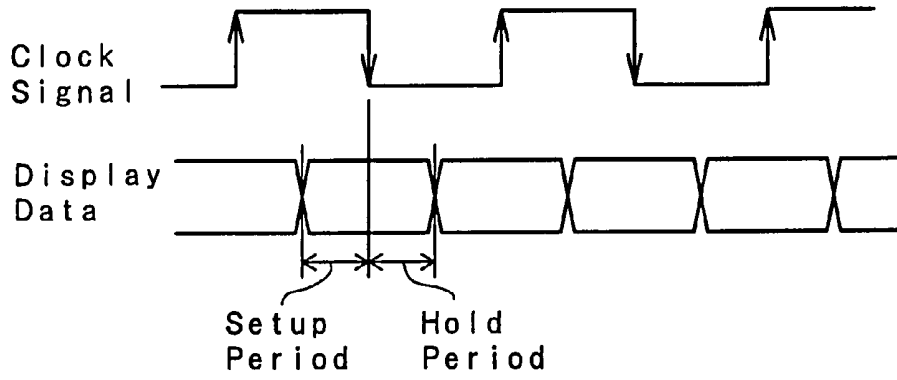 Clock
Signal
Display
Data
Setup
Period
Hold
Period